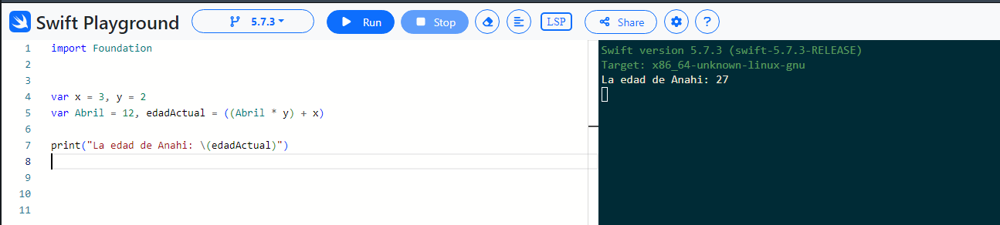 Swift Playground 5.7.3 Run Stop LSP Share ?
1 import Foundation
2
3
4 var x = 3, y = 2
5 var Abril = 12, edadActual = ((Abril * y) + x)
6
7 print("La edad de Anahi: \(edadActual)")
8
9
10
11
Swift version 5.7.3 (swift-5.7.3-RELEASE)
Target: x86_64-unknown-linux-gnu
La edad de Anahi: 27